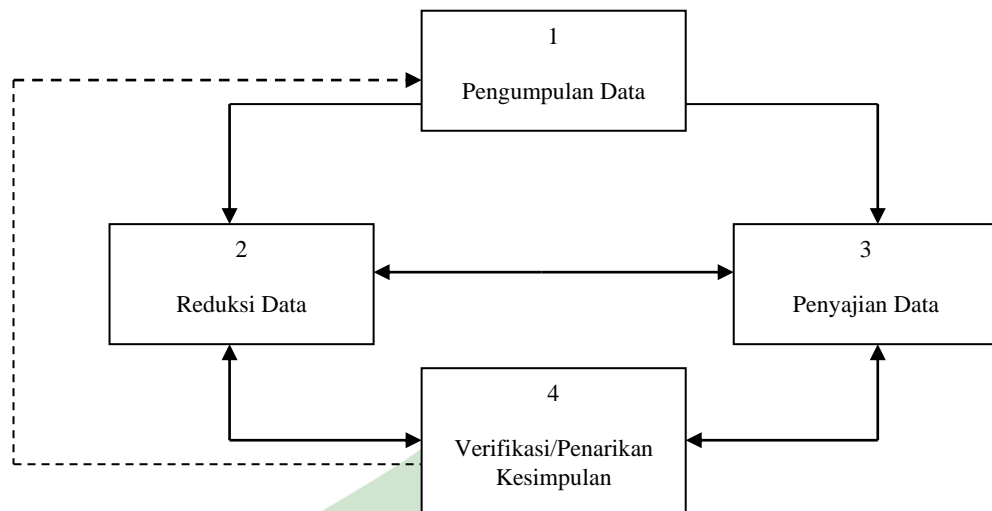 1
Pengumpulan Data
2
Reduksi Data
3
Penyajian Data
4
Verifikasi/Penarikan
Kesimpulan